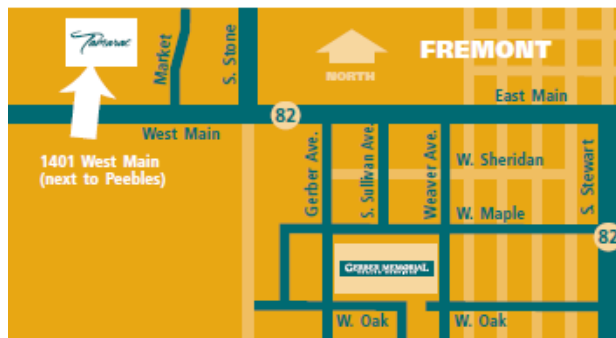 Tamarac
Market
S. Stone
NORTH
FREMONT
East Main
82
West Main
1401 West Main
(next to Peebles)
Gerber Ave.
S. Sullivan Ave.
Weaver Ave.
W. Sheridan
S. Stewart
W. Maple
82
GERBER MEMORIAL
W. Oak
W. Oak